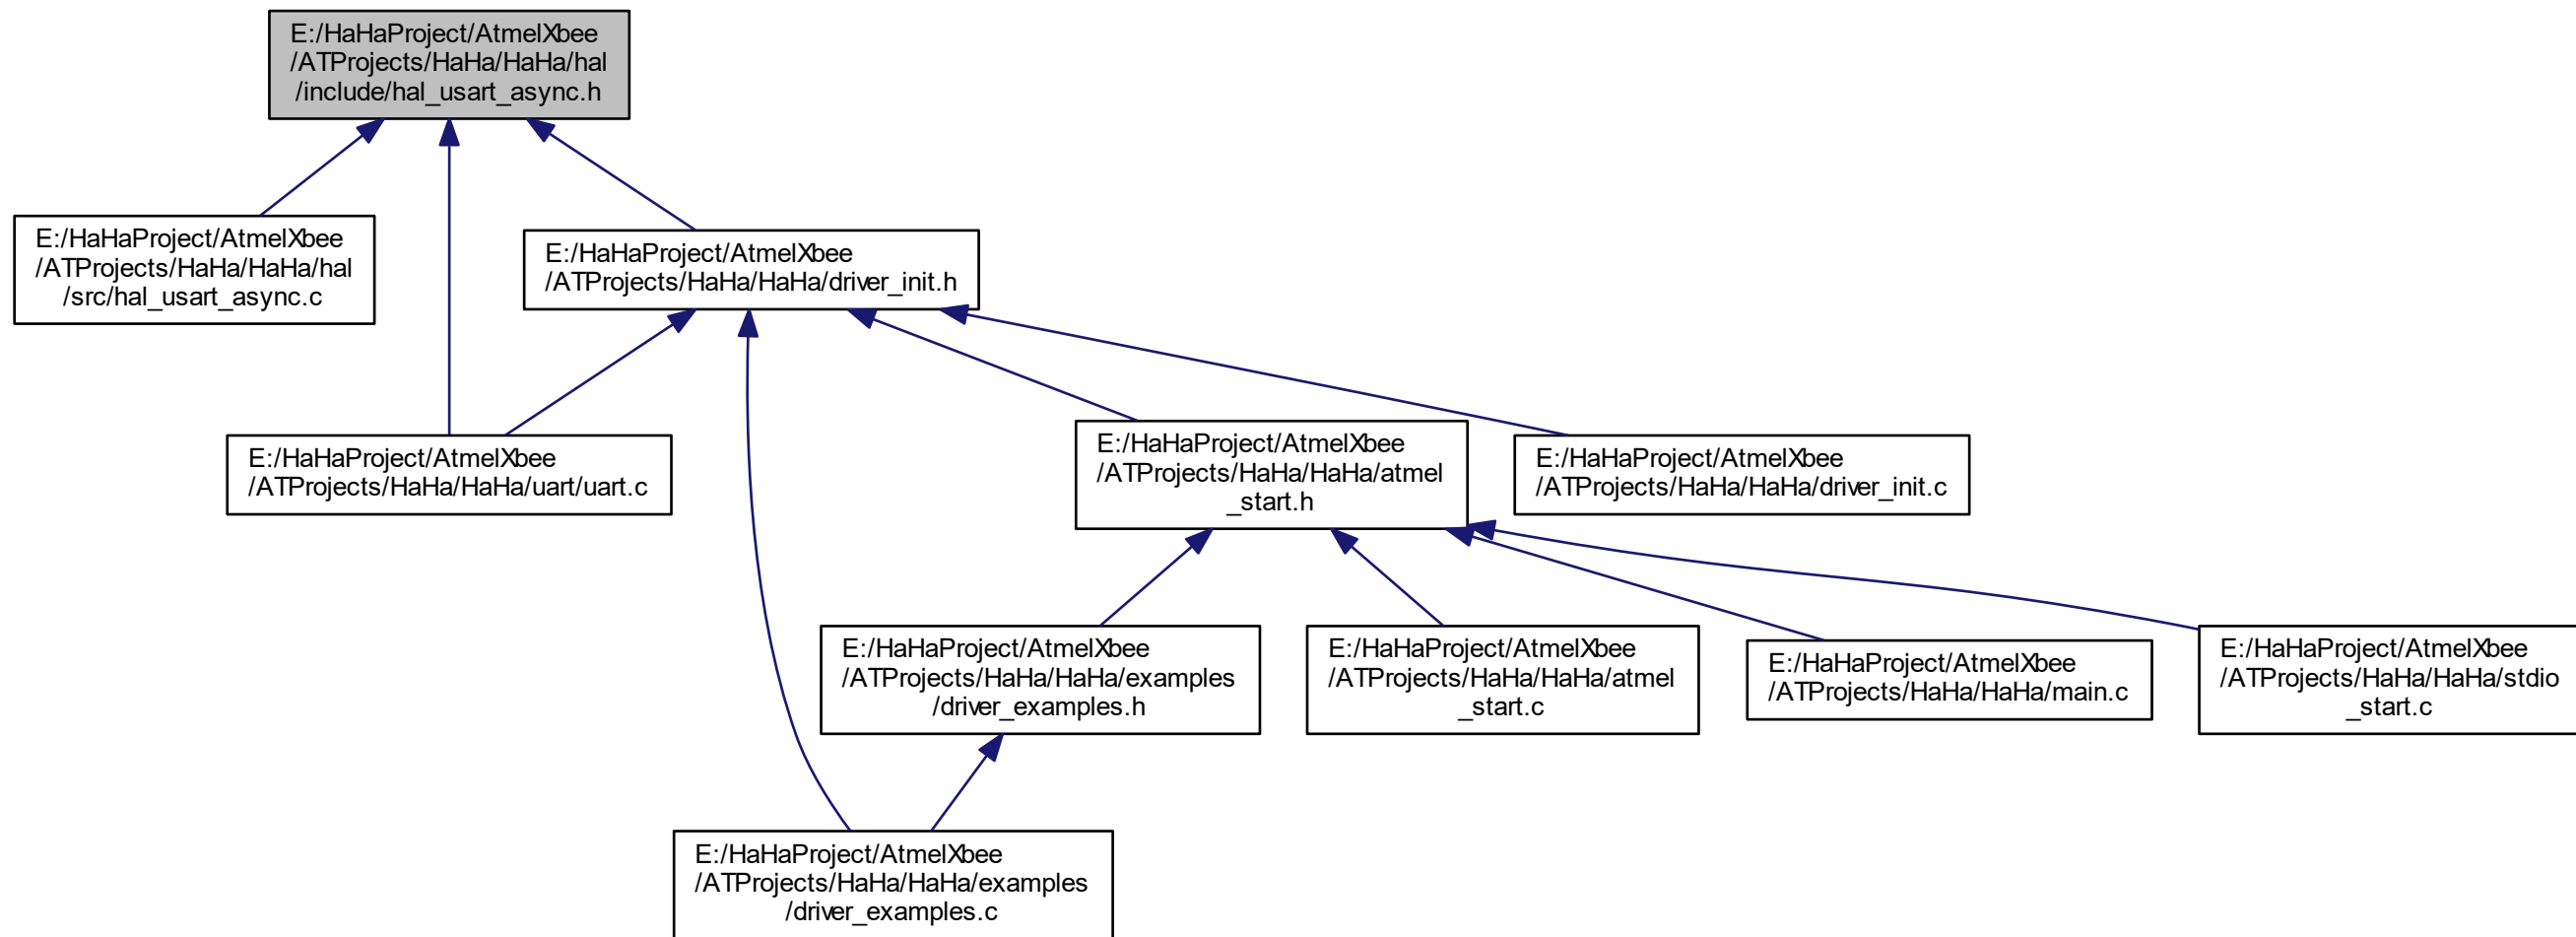 E:/HaHaProject/AtmelXbee
/ATProjects/HaHa/HaHa/hal
/include/hal_usart_async.h
E:/HaHaProject/AtmelXbee
/ATProjects/HaHa/HaHa/hal
/src/hal_usart_async.c
E:/HaHaProject/AtmelXbee
/ATProjects/HaHa/HaHa/driver_init.h
E:/HaHaProject/AtmelXbee
/ATProjects/HaHa/HaHa/uart/uart.c
E:/HaHaProject/AtmelXbee
/ATProjects/HaHa/HaHa/atmel
_start.h
E:/HaHaProject/AtmelXbee
/ATProjects/HaHa/HaHa/driver_init.c
E:/HaHaProject/AtmelXbee
/ATProjects/HaHa/HaHa/examples
/driver_examples.h
E:/HaHaProject/AtmelXbee
/ATProjects/HaHa/HaHa/atmel
_start.c
E:/HaHaProject/AtmelXbee
/ATProjects/HaHa/HaHa/main.c
E:/HaHaProject/AtmelXbee
/ATProjects/HaHa/HaHa/stdio
_start.c
E:/HaHaProject/AtmelXbee
/ATProjects/HaHa/HaHa/examples
/driver_examples.c